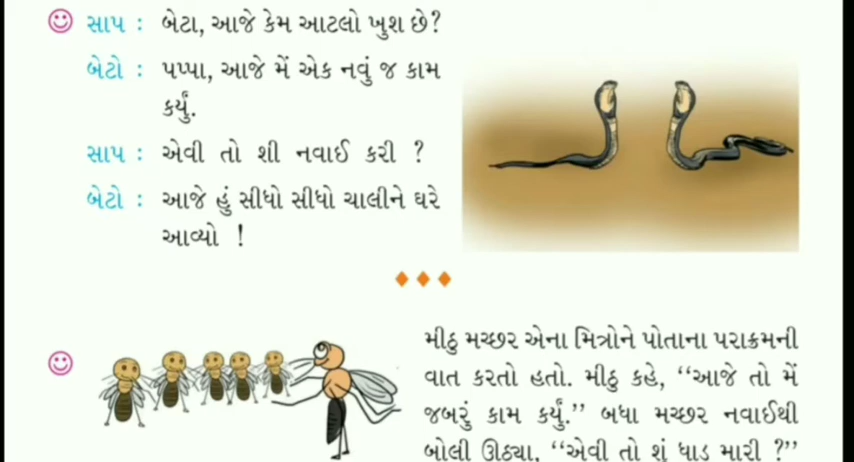 સાપ : બેટા, આજે કેમ આટલો ખુશ છે?
બેટો : પપ્પા, આજે મેં એક નવું જ કામ
કર્યું.
સાપ : એવી તો શી નવાઈ કરી ?
બેટો : આજે હું સીધો સીધો ચાલીને ઘરે
આવ્યો !
મીઠુ મચ્છર એના મિત્રોને પોતાના પરાક્રમની
વાત કરતો હતો. મીઠુ કહે, “આજે તો મેં
જબરું કામ કર્યું.” બધા મચ્છર નવાઈથી
બોલી ઊઠ્યા, “એવી તો શું ધાડ મારી ?”